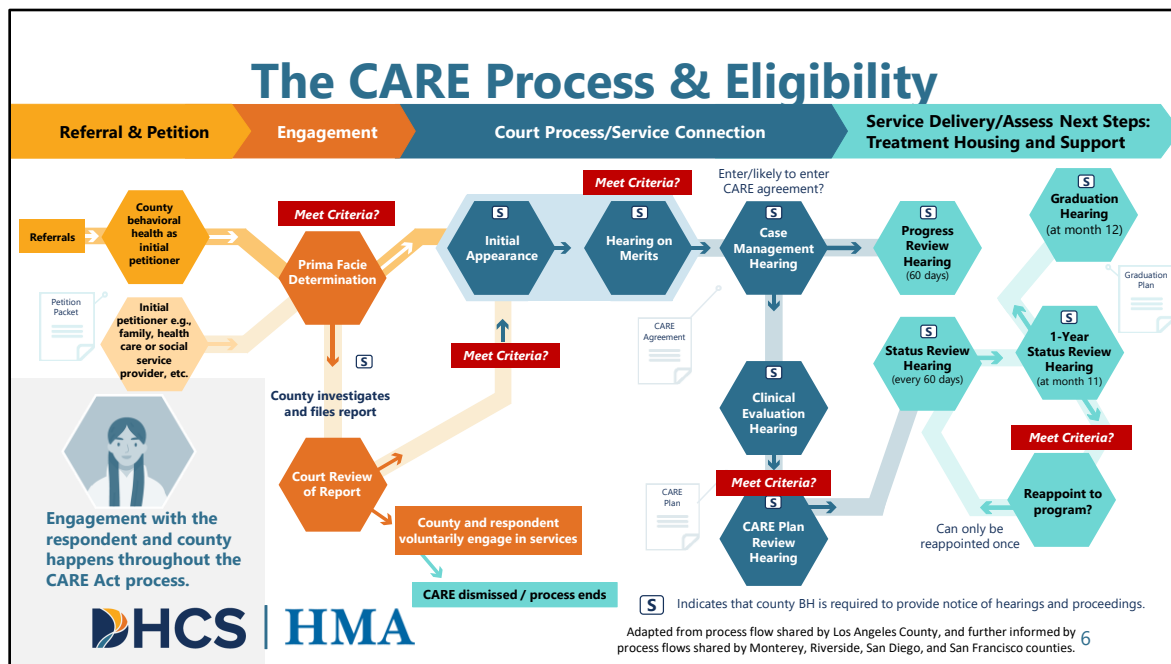 The CARE Process & Eligibility
Referral & Petition
Engagement
Court Process/Service Connection
Service Delivery/Assess Next Steps:
Treatment Housing and Support
Referrals
County
behavioral
health as
initial
petitioner
Petition
Packet
Initial
petitioner e.g.,
family, health
care or social
service
provider, etc.
Meet Criteria?
Prima Facie
Determination
S
County investigates
and files report
Court Review
of Report
County and respondent
voluntarily engage in services
CARE dismissed / process ends
Meet Criteria?
S
Initial
Appearance
Meet Criteria?
S
Hearing on
Merits
Enter/likely to enter
CARE agreement?
S
Case
Management
Hearing
CARE
Agreement
S
Clinical
Evaluation
Hearing
Meet Criteria?
CARE
Plan
S
CARE Plan
Review
Hearing
S
Progress
Review
Hearing
(60 days)
S
Status Review
Hearing
(every 60 days)
S
1-Year
Status Review
Hearing
(at month 11)
S
Graduation
Hearing
(at month 12)
Graduation
Plan
Meet Criteria?
Reappoint to
program?
Can only be
reappointed once
Engagement with the
respondent and county
happens throughout the
CARE Act process.
DHCS
HMA
S Indicates that county BH is required to provide notice of hearings and proceedings.
Adapted from process flow shared by Los Angeles County, and further informed by
process flows shared by Monterey, Riverside, San Diego, and San Francisco counties.
6